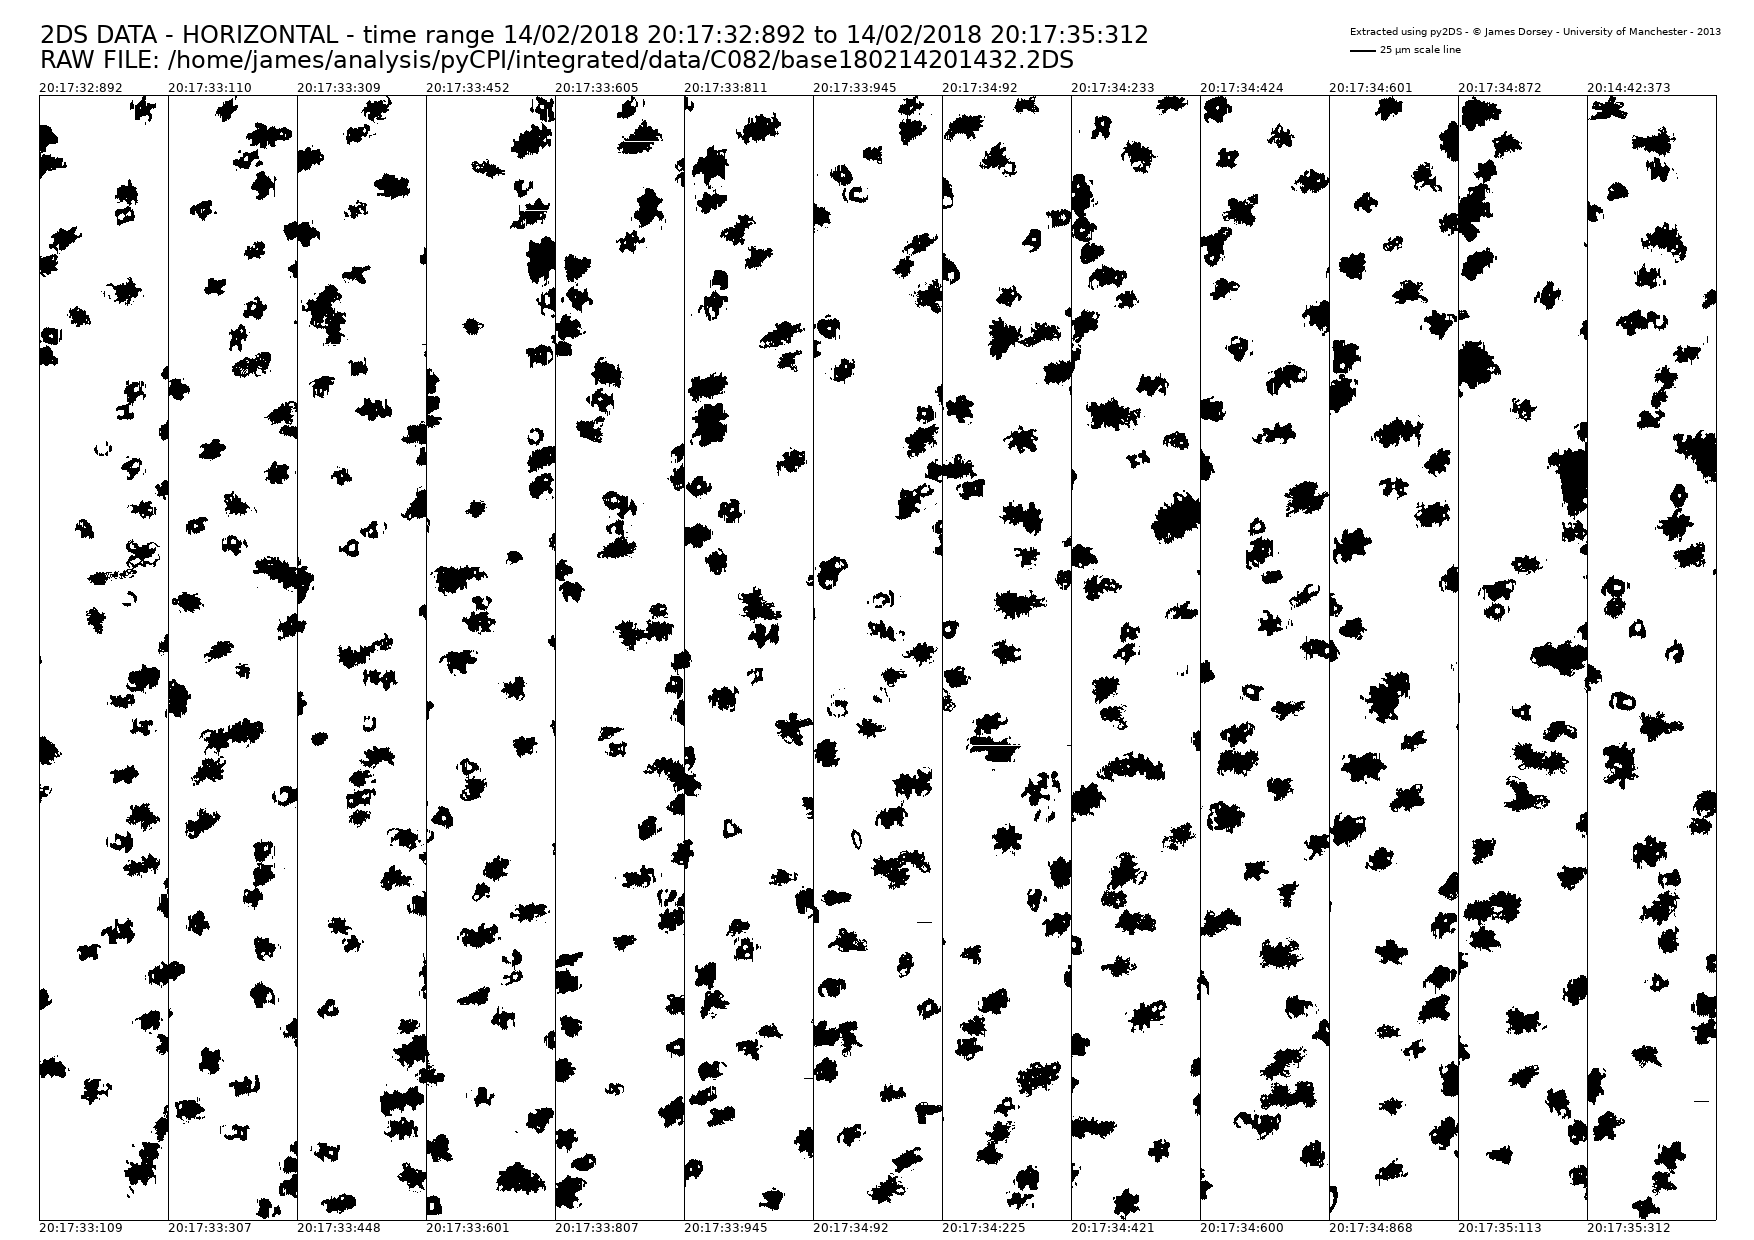 2DS DATA - HORIZONTAL - time range 14/02/2018 20:17:32:892 to 14/02/2018 20:17:35:312
RAW FILE: /home/james/analysis/pyCPI/integrated/data/C082/base180214201432.2DS
Extracted using py2DS - © James Dorsey - University of Manchester - 2013
25 μm scale line
20:17:32:892 20:17:33:110 20:17:33:309 20:17:33:452 20:17:33:605 20:17:33:811 20:17:33:945 20:17:34:92 20:17:34:233 20:17:34:424 20:17:34:601 20:17:34:872 20:14:42:373
20:17:33:109 20:17:33:307 20:17:33:448 20:17:33:601 20:17:33:807 20:17:33:945 20:17:34:92 20:17:34:225 20:17:34:421 20:17:34:600 20:17:34:868 20:17:35:113 20:17:35:312